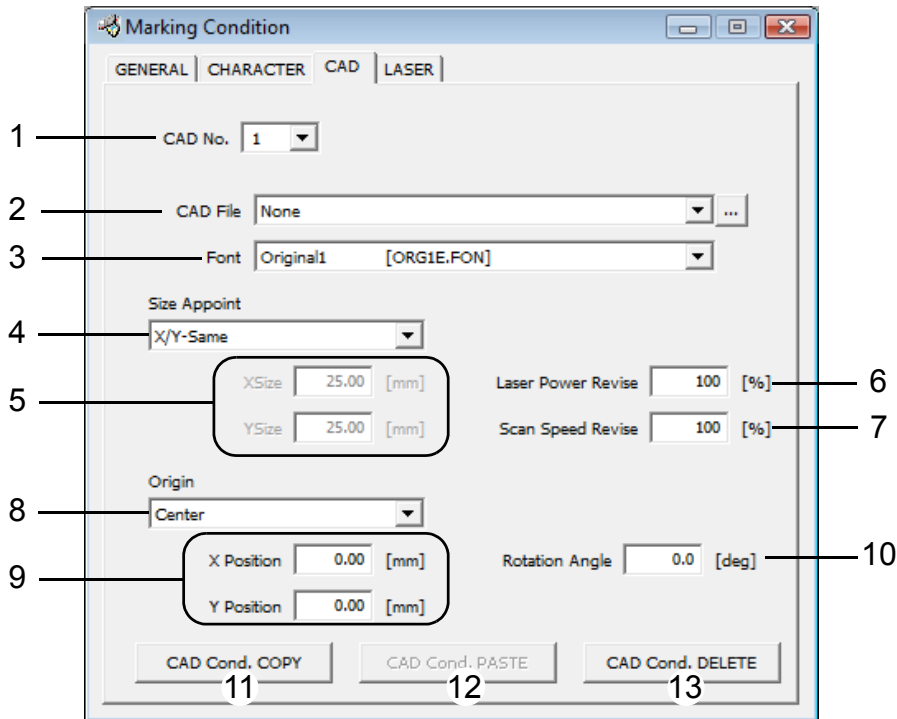 Marking Condition
GENERAL CHARACTER CAD LASER
1 CAD No. 1
2 CAD File None ...
3 Font Original1 [ORG1E.FON]
Size Appoint
4 X/Y-Same
XSize 25.00 [mm] Laser Power Revise 100 [%] 6
5
YSize 25.00 [mm] Scan Speed Revise 100 [%] 7
Origin
8 Center
X Position 0.00 [mm] Rotation Angle 0.0 [deg] 10
9
Y Position 0.00 [mm]
CAD Cond. COPY CAD Cond. PASTE CAD Cond. DELETE
11 12 13